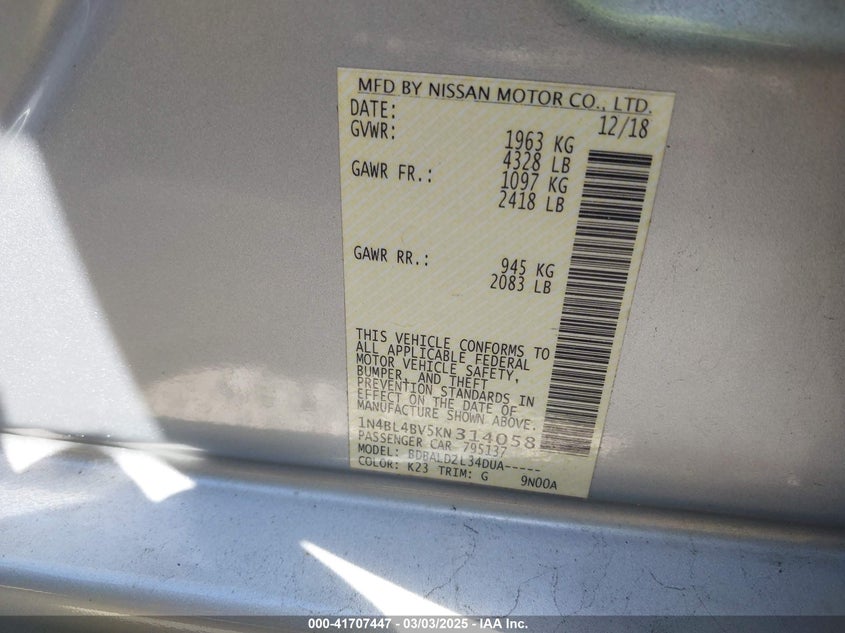 MFD BY NISSAN MOTOR CO., LTD.
DATE: 12/18
GVWR: 1963 KG
4328 LB
GAWR FR.: 1097 KG
2418 LB
GAWR RR.: 945 KG
2083 LB
THIS VEHICLE CONFORMS TO
ALL APPLICABLE FEDERAL
MOTOR VEHICLE SAFETY,
BUMPER, AND THEFT
PREVENTION STANDARDS IN
EFFECT ON THE DATE OF
MANUFACTURE SHOWN ABOVE.
1N4BL4BV5KN314058
PASSENGER CAR 795137
MODEL: BDBALD2L34DUA-----
COLOR: K23 TRIM: G 9N00A
000-41707447 - 03/03/2025 - IAA Inc.